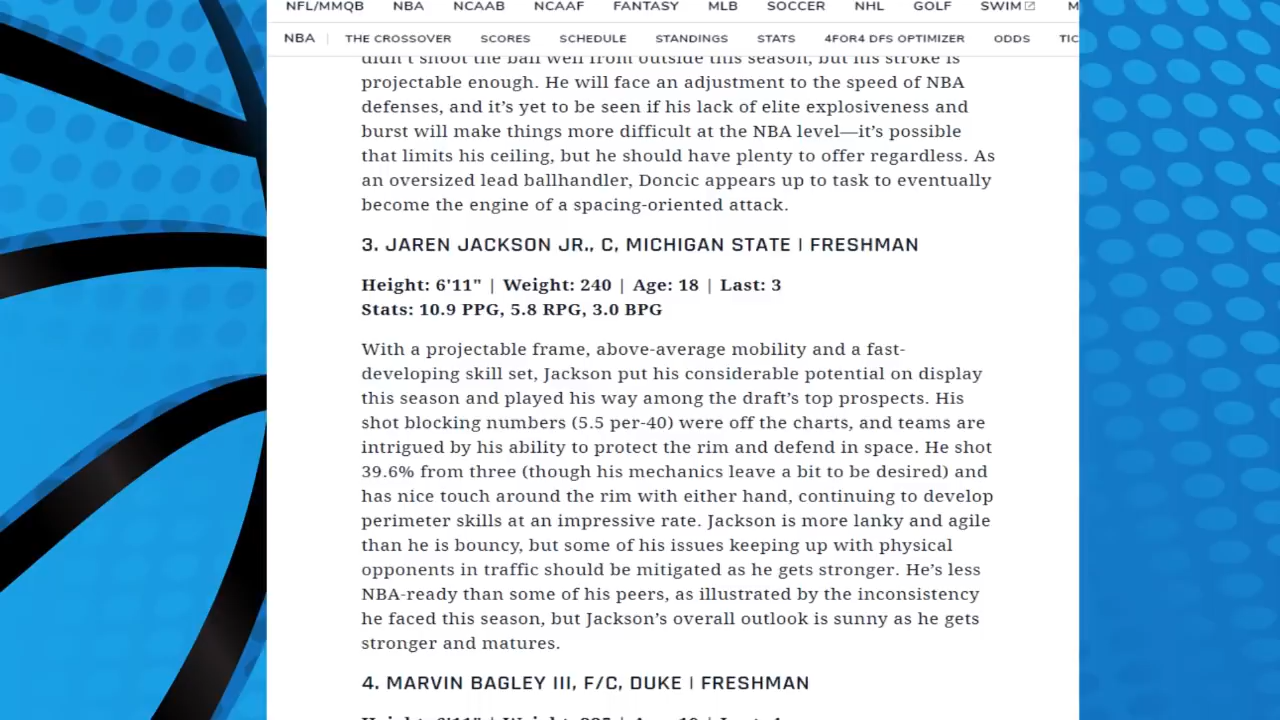 NFL/MMQB NBA NCAAB NCAAF FANTASY MLB SOCCER NHL GOLF SWIM M
NBA | THE CROSSOVER SCORES SCHEDULE STANDINGS STATS 4FOR4 DFS OPTIMIZER ODDS TIC
didn't shoot the ball well from outside this season, but his stroke is
projectable enough. He will face an adjustment to the speed of NBA
defenses, and it's yet to be seen if his lack of elite explosiveness and
burst will make things more difficult at the NBA level—it's possible
that limits his ceiling, but he should have plenty to offer regardless. As
an oversized lead ballhandler, Doncic appears up to task to eventually
become the engine of a spacing-oriented attack.
3. JAREN JACKSON JR., C, MICHIGAN STATE | FRESHMAN
Height: 6'11" | Weight: 240 | Age: 18 | Last: 3
Stats: 10.9 PPG, 5.8 RPG, 3.0 BPG
With a projectable frame, above-average mobility and a fast-
developing skill set, Jackson put his considerable potential on display
this season and played his way among the draft's top prospects. His
shot blocking numbers (5.5 per-40) were off the charts, and teams are
intrigued by his ability to protect the rim and defend in space. He shot
39.6% from three (though his mechanics leave a bit to be desired) and
has nice touch around the rim with either hand, continuing to develop
perimeter skills at an impressive rate. Jackson is more lanky and agile
than he is bouncy, but some of his issues keeping up with physical
opponents in traffic should be mitigated as he gets stronger. He's less
NBA-ready than some of his peers, as illustrated by the inconsistency
he faced this season, but Jackson's overall outlook is sunny as he gets
stronger and matures.
4. MARVIN BAGLEY III, F/C, DUKE | FRESHMAN